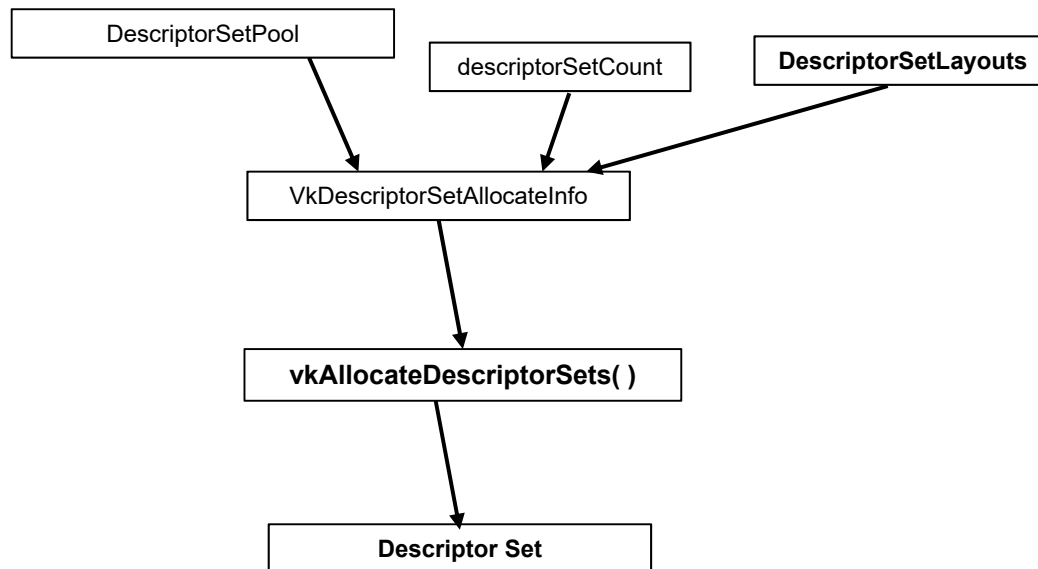 DescriptorSetPool
descriptorSetCount
DescriptorSetLayouts
VkDescriptorSetAllocateInfo
vkAllocateDescriptorSets( )
Descriptor Set